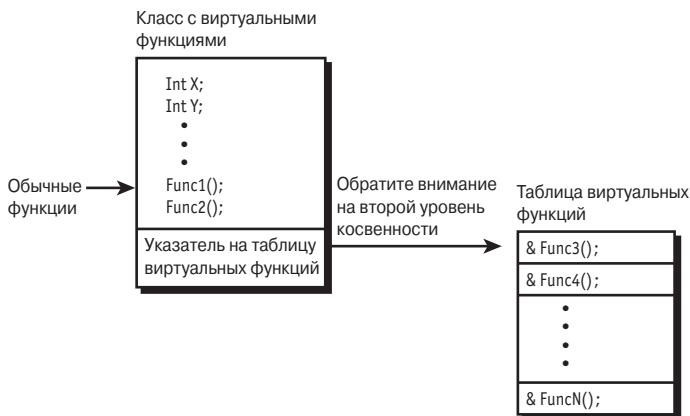 Класс с виртуальными
функциями
Int X;
Int Y;
Func1();
Func2();
Указатель на таблицу
виртуальных функций
Обычные
функции
Обратите внимание
на второй уровень
косвенности
Таблица виртуальных
функций
& Func3();
& Func4();
& FuncN();